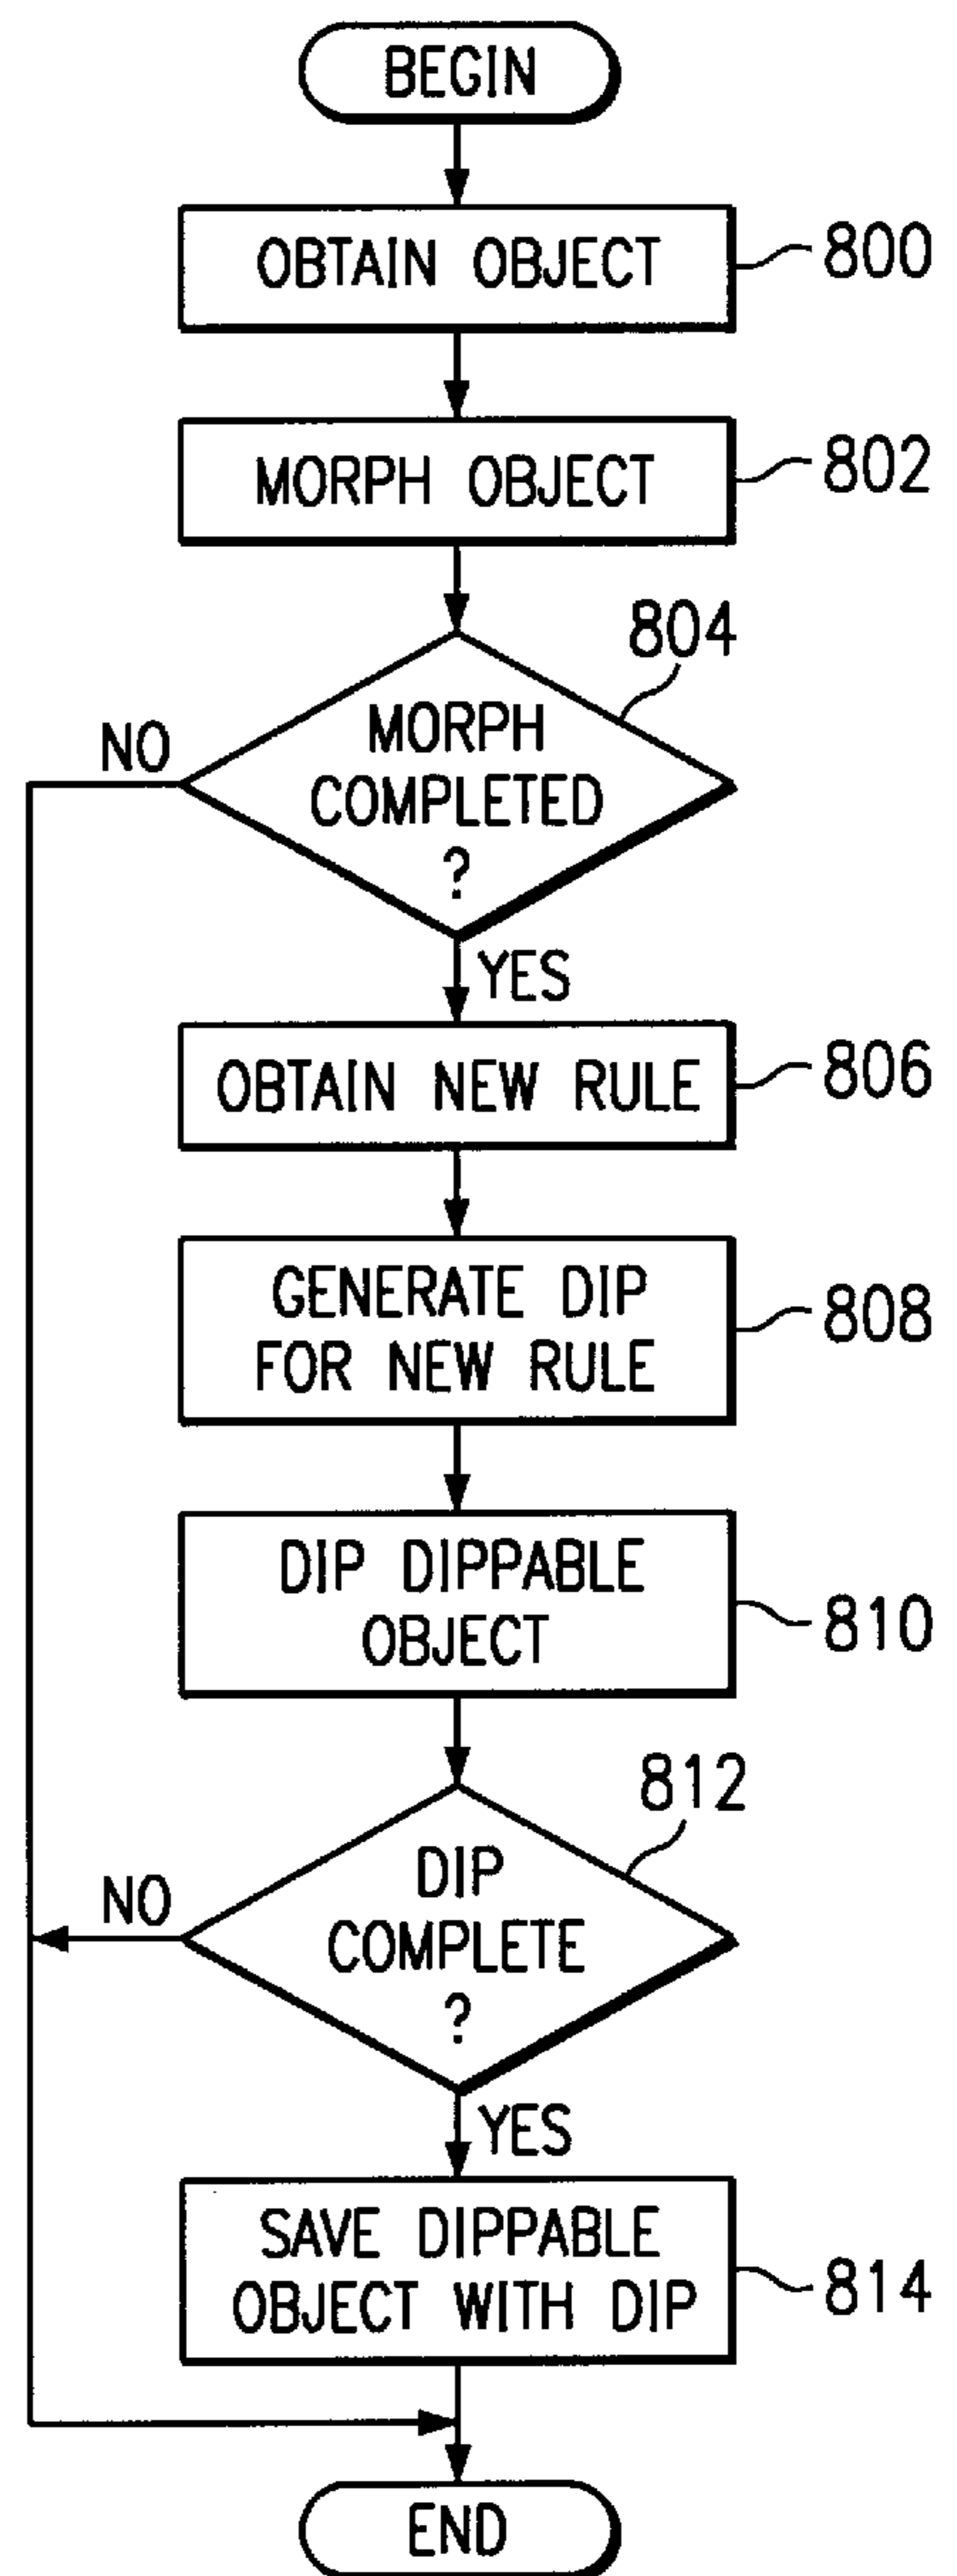 BEGIN
OBTAIN OBJECT
800
MORPH OBJECT
802
804
MORPH
COMPLETED
?
NO
YES
OBTAIN NEW RULE
806
GENERATE DIP
FOR NEW RULE
808
DIP DIPPABLE
OBJECT
810
812
DIP
COMPLETE
?
NO
YES
SAVE DIPPABLE
OBJECT WITH DIP
814
END